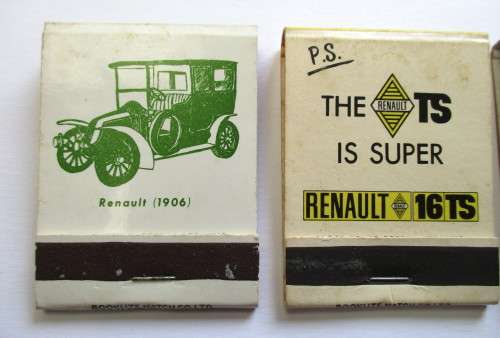 Renault (1906)
P.S.
THE RENAULT TS
IS SUPER
RENAULT RENAULT 16TS